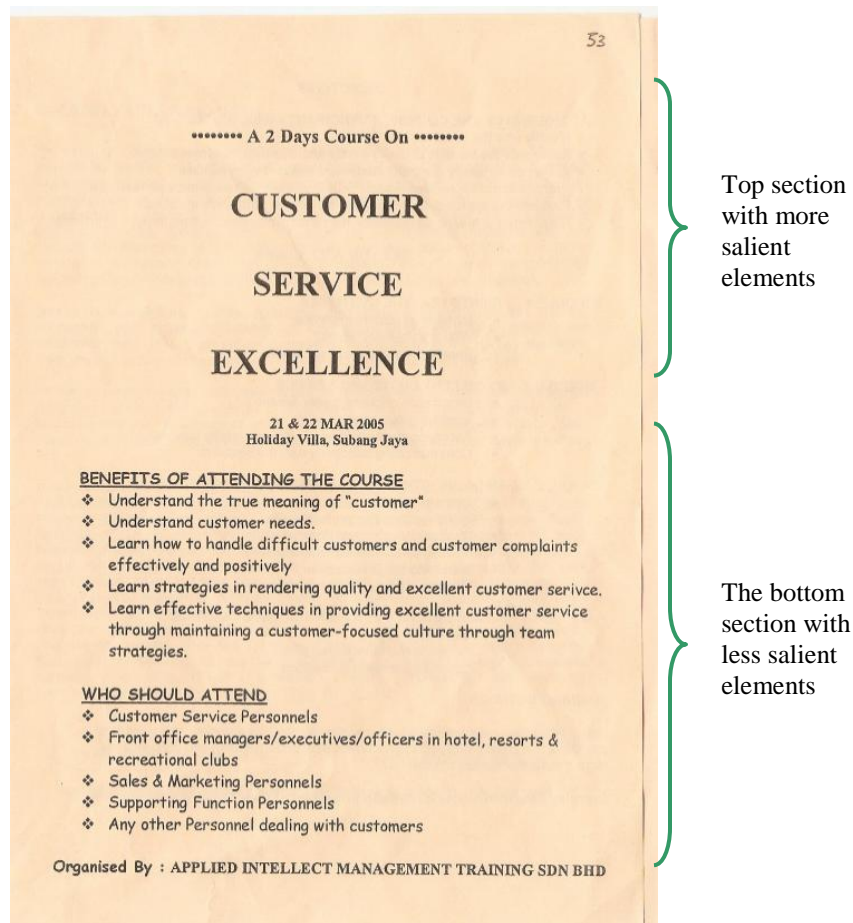 53
•••••••• A 2 Days Course On ••••••••
CUSTOMER
SERVICE
EXCELLENCE
21 & 22 MAR 2005
Holiday Villa, Subang Jaya
BENEFITS OF ATTENDING THE COURSE
❖ Understand the true meaning of "customer"
❖ Understand customer needs.
❖ Learn how to handle difficult customers and customer complaints
effectively and positively
❖ Learn strategies in rendering quality and excellent customer serivce.
❖ Learn effective techniques in providing excellent customer service
through maintaining a customer-focused culture through team
strategies.
WHO SHOULD ATTEND
❖ Customer Service Personnels
❖ Front office managers/executives/officers in hotel, resorts &
recreational clubs
❖ Sales & Marketing Personnels
❖ Supporting Function Personnels
❖ Any other Personnel dealing with customers
Organised By : APPLIED INTELLECT MANAGEMENT TRAINING SDN BHD
Top section
with more
salient
elements
The bottom
section with
less salient
elements